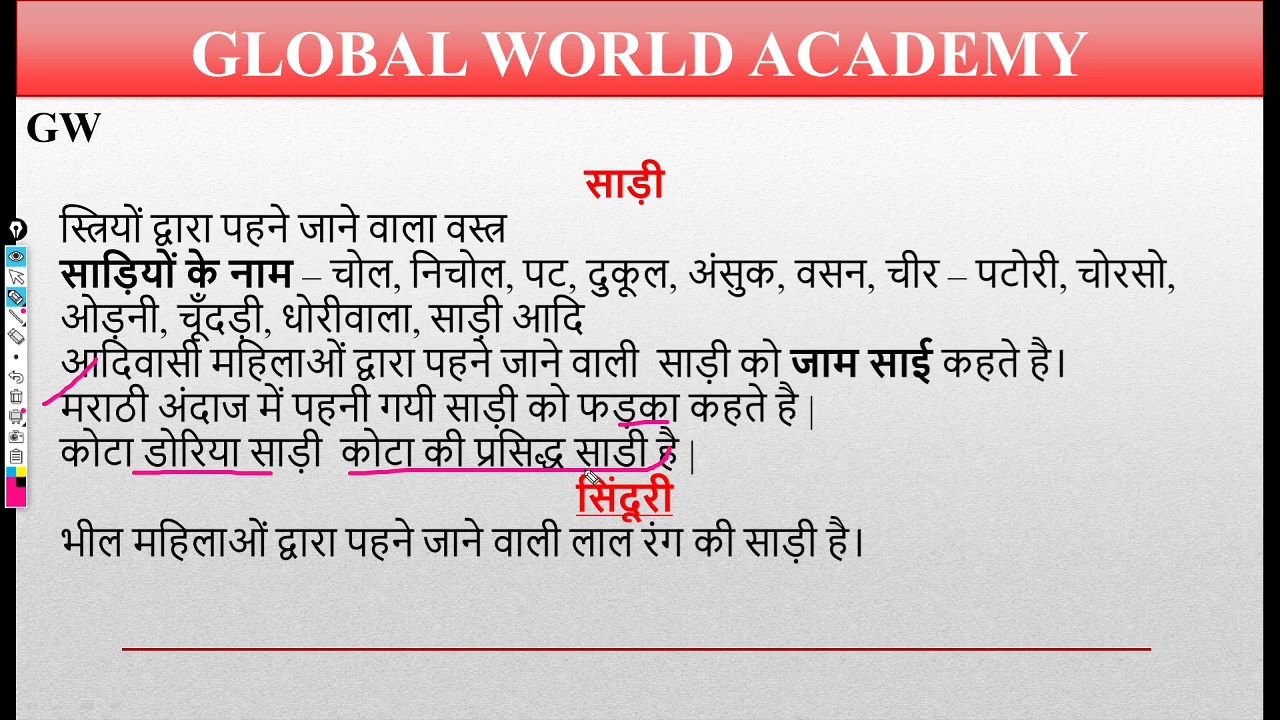 GLOBAL WORLD ACADEMY
GW
साड़ी
स्त्रियों द्वारा पहने जाने वाला वस्त्र
साड़ियों के नाम – चोल, निचोल, पट, दुकूल, अंसुक, वसन, चीर – पटोरी, चोरसो,
ओड़नी, चूँदड़ी, धोरीवाला, साड़ी आदि
आदिवासी महिलाओं द्वारा पहने जाने वाली साड़ी को जाम साई कहते है।
मराठी अंदाज में पहनी गयी साड़ी को फड़का कहते है |
कोटा डोरिया साड़ी कोटा की प्रसिद्ध साडी है |
सिंदूरी
भील महिलाओं द्वारा पहने जाने वाली लाल रंग की साड़ी है।